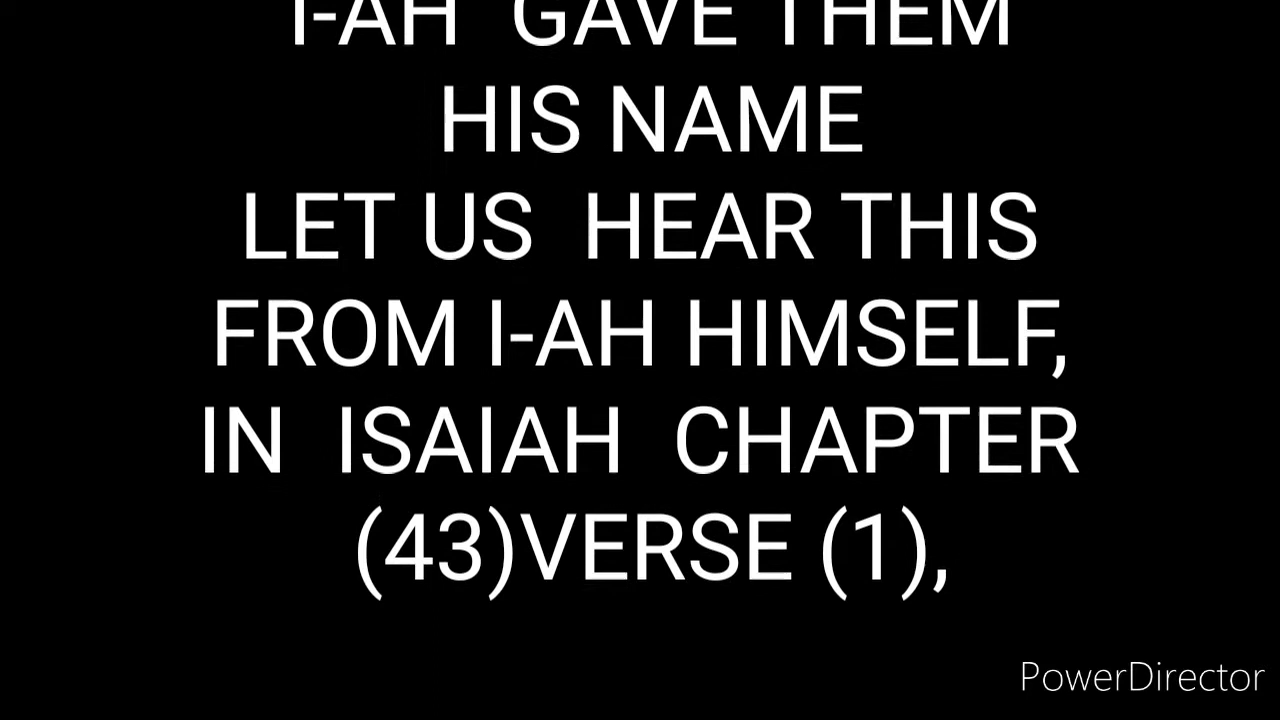 I-AH GAVE THEM
HIS NAME
LET US HEAR THIS
FROM I-AH HIMSELF,
IN ISAIAH CHAPTER
(43)VERSE (1),
PowerDirector